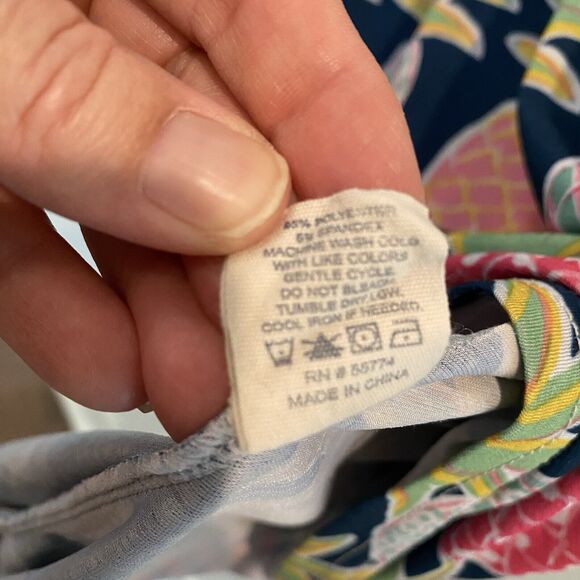 95% POLYESTER
5% SPANDEX
MACHINE WASH COLD
WITH LIKE COLORS
GENTLE CYCLE
DO NOT BLEACH.
TUMBLE DRY LOW.
COOL IRON IF NEEDED.
RN # 55774
MADE IN CHINA